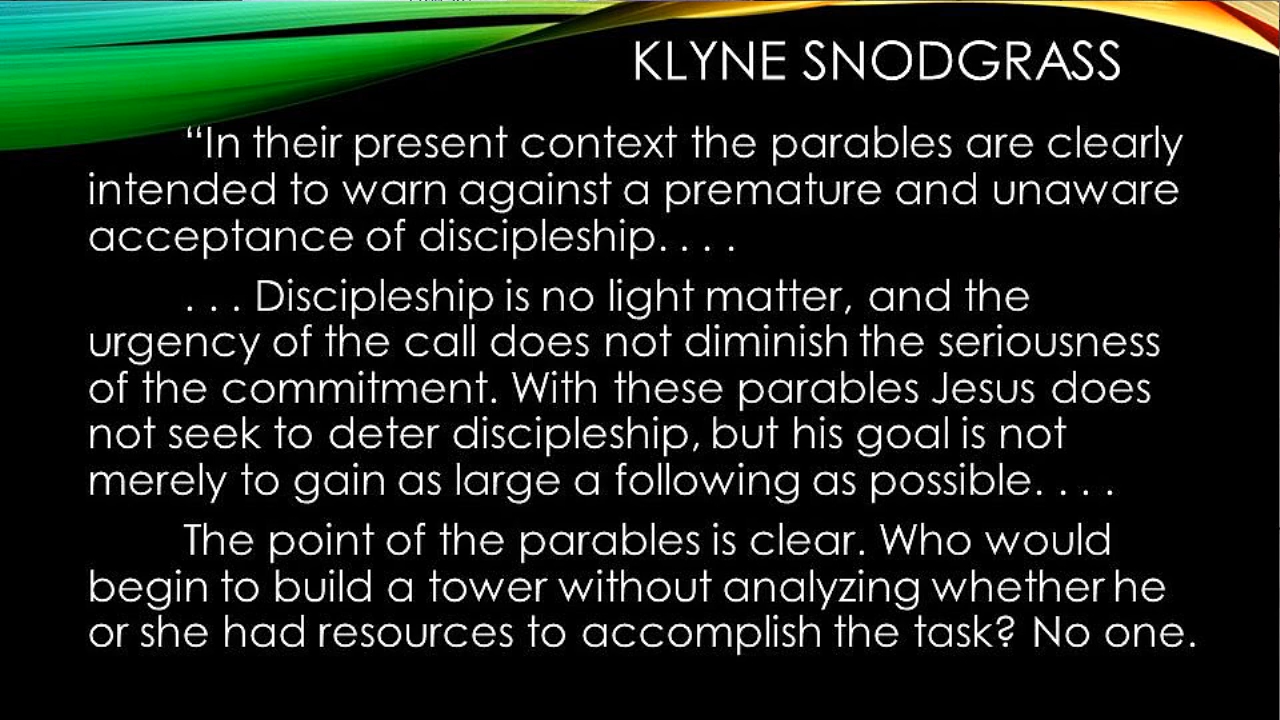 KLYNE SNODGRASS
“In their present context the parables are clearly
intended to warn against a premature and unaware
acceptance of discipleship. . . .
. . . Discipleship is no light matter, and the
urgency of the call does not diminish the seriousness
of the commitment. With these parables Jesus does
not seek to deter discipleship, but his goal is not
merely to gain as large a following as possible. . . .
The point of the parables is clear. Who would
begin to build a tower without analyzing whether he
or she had resources to accomplish the task? No one.